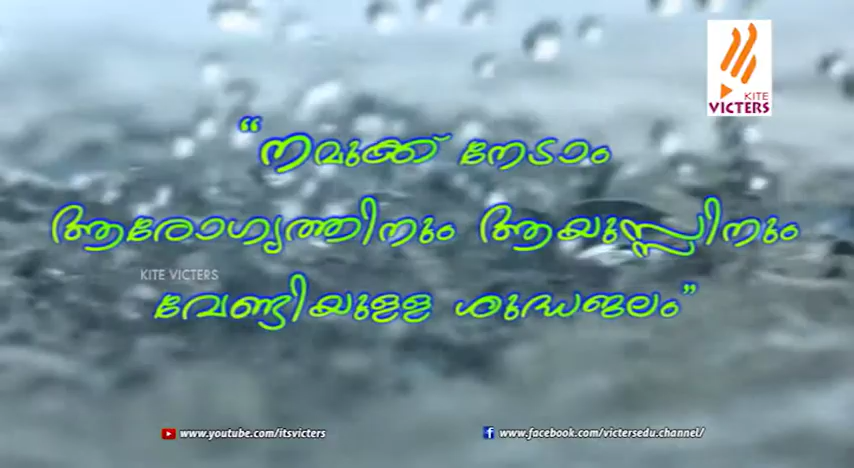 KITE
VICTERS
“നമുക്ക് നേടാം
ആരോഗ്യത്തിനും ആയുസ്സിനും
KITE VICTERS
വേണ്ടിയുള്ള ശുദ്ധജലം”
www.youtube.com/itsvicters
www.facebook.com/victersedu.channel/